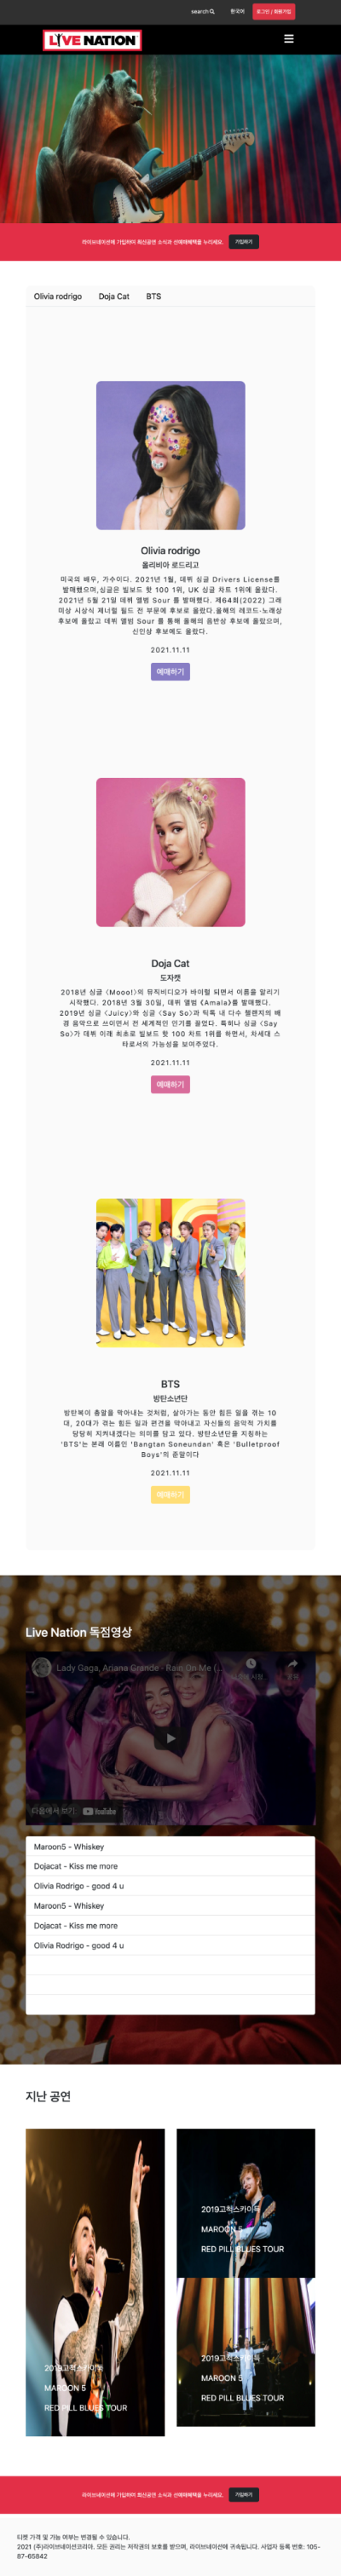 search
한국어
로그인 / 회원가입
LIVE NATION
라이브네이션에 가입하여 최신공연 소식과 선예매혜택을 누리세요.
가입하기
Olivia rodrigo
Doja Cat
BTS
Olivia rodrigo
올리비아 로드리고
미국의 배우, 가수이다. 2021년 1월, 데뷔 싱글 Drivers License를
발매했으며,싱글은 빌보드 핫 100 1위, UK 싱글 차트 1위에 올랐다.
2021년 5월 21일 데뷔 앨범 Sour 를 발매했다. 제64회(2022) 그래
미상 시상식 제너럴 필드 전 부문에 후보로 올랐다.올해의 레코드·노래상
후보에 올랐고 데뷔 앨범 Sour 를 통해 올해의 음반상 후보에 올랐으며,
신인상 후보에도 올랐다.
2021.11.11
예매하기
Doja Cat
도자캣
2018년 싱글 〈Mooo!〉의 뮤직비디오가 바이럴 되면서 이름을 알리기
시작했다. 2018년 3월 30일, 데뷔 앨범 《Amala》를 발매했다.
2019년 싱글 〈Juicy〉와 싱글 〈Say So〉과 틱톡 내 다수 챌린지의 배
경 음악으로 쓰이면서 전 세계적인 인기를 끌었다. 특히나 싱글 〈Say
So〉가 데뷔 이래 최초로 빌보드 핫 100 차트 1위를 하면서, 차세대 스
타로서의 가능성을 보여주었다.
2021.11.11
예매하기
BTS
방탄소년단
방탄복이 총알을 막아내는 것처럼, 살아가는 동안 힘든 일을 겪는 10
대, 20대가 겪는 힘든 일과 편견을 막아내고 자신들의 음악적 가치를
당당히 지켜내겠다는 의미를 담고 있다. 방탄소년단을 지칭하는
'BTS'는 본래 이름인 'Bangtan Soneundan' 혹은 'Bulletproof
Boys'의 준말이다
2021.11.11
예매하기
Live Nation 독점영상
Lady Gaga, Ariana Grande - Rain On Me (...
공유
다음에서 보기
YouTube
Maroon5 - Whiskey
Dojacat - Kiss me more
Olivia Rodrigo - good 4 u
Maroon5 - Whiskey
Dojacat - Kiss me more
Olivia Rodrigo - good 4 u
지난 공연
2019고척스카이돔
MAROON 5
RED PILL BLUES TOUR
2019고척스카이돔
MAROON 5
RED PILL BLUES TOUR
2019고척스카이돔
MAROON 5
RED PILL BLUES TOUR
라이브네이션에 가입하여 최신공연 소식과 선예매혜택을 누리세요.
가입하기
티켓 가격 및 가능 여부는 변경될 수 있습니다.
2021 (주)라이브네이션코리아. 모든 권리는 저작권의 보호를 받으며, 라이브네이션에 귀속됩니다. 사업자 등록 번호: 105-
87-65842